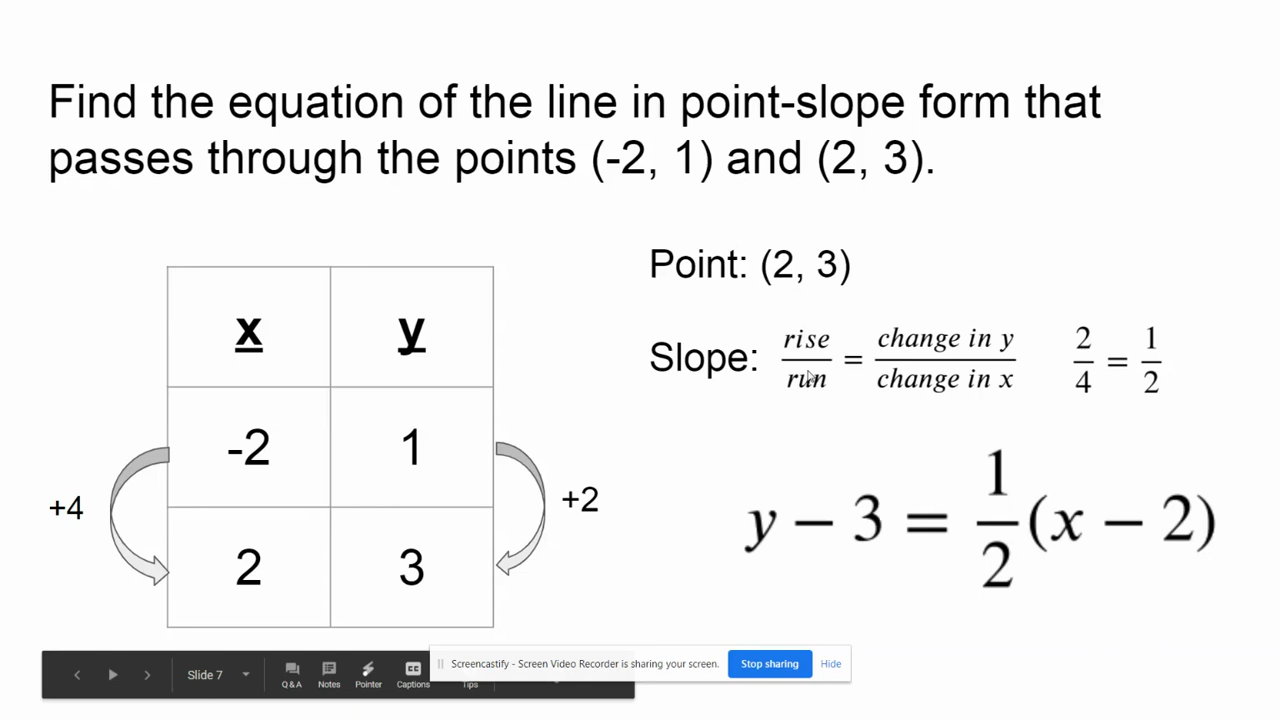 Find the equation of the line in point-slope form that
passes through the points (-2, 1) and (2, 3).
Point: (2, 3)
x y
Slope: rise/run = change in y/change in x 2/4 = 1/2
-2 1
+4 +2
y − 3 = 1/2(x − 2)
2 3
Screencastify - Screen Video Recorder is sharing your screen. Stop sharing Hide
Slide 7 Q & A Notes Pointer CC Captions Tips